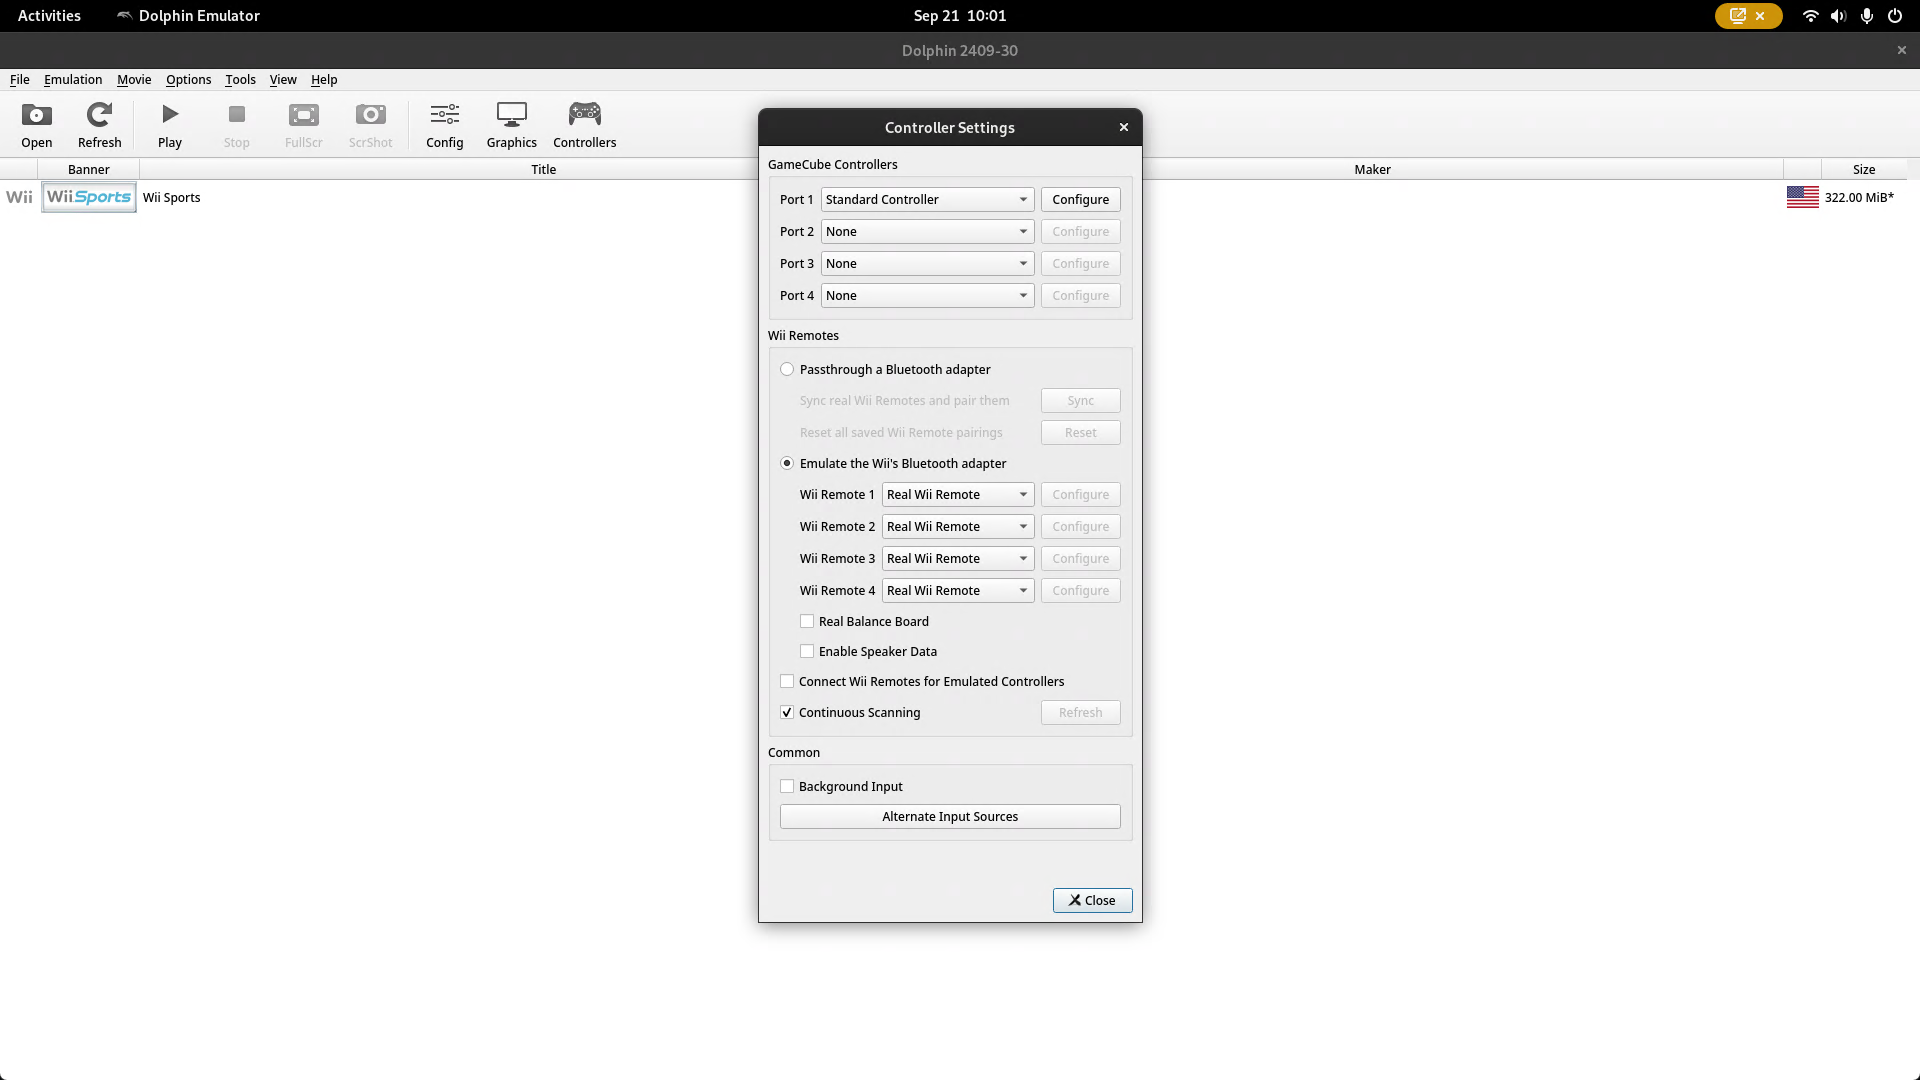 Activities Dolphin Emulator Sep 21 10:01
Dolphin 2409-30
File Emulation Movie Options Tools View Help
Open Refresh Play Stop FullScr ScrShot Config Graphics Controllers
Banner Title Maker Size
Wii Wii Sports Wii Sports 322.00 MiB*
Controller Settings
GameCube Controllers
Port 1 Standard Controller Configure
Port 2 None Configure
Port 3 None Configure
Port 4 None Configure
Wii Remotes
Passthrough a Bluetooth adapter
Sync real Wii Remotes and pair them Sync
Reset all saved Wii Remote pairings Reset
Emulate the Wii's Bluetooth adapter
Wii Remote 1 Real Wii Remote Configure
Wii Remote 2 Real Wii Remote Configure
Wii Remote 3 Real Wii Remote Configure
Wii Remote 4 Real Wii Remote Configure
Real Balance Board
Enable Speaker Data
Connect Wii Remotes for Emulated Controllers
Continuous Scanning Refresh
Common
Background Input
Alternate Input Sources
Close